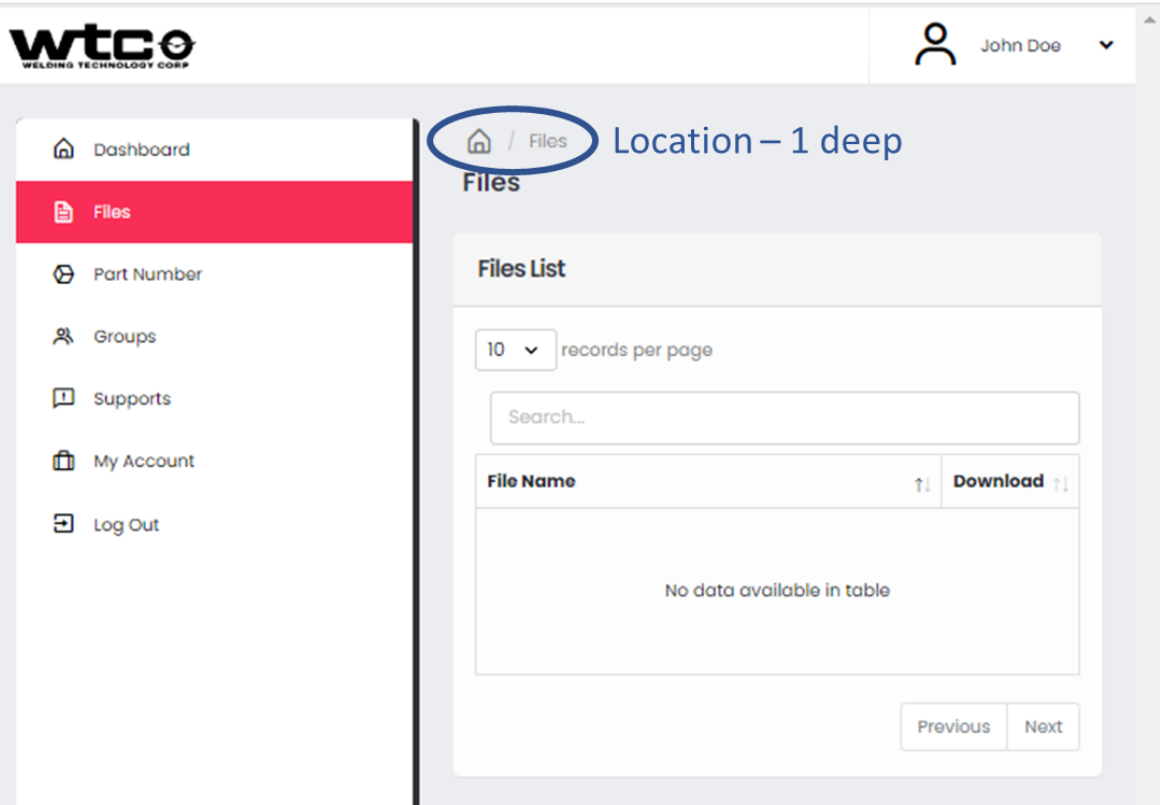 wtco
WELDING TECHNOLOGY CORP
John Doe
Dashboard
Files
Part Number
Groups
Supports
My Account
Log Out
/ Files
Location – 1 deep
Files
Files List
10 records per page
Search...
File Name Download
No data available in table
Previous Next